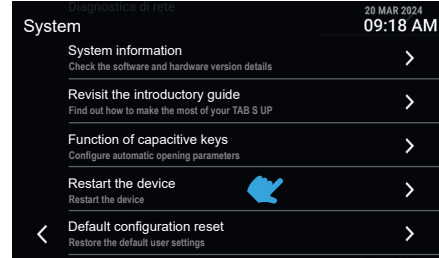 Diagnostica di rete
20 MAR 2024
System
09:18 AM
System information
Check the software and hardware version details
Revisit the introductory guide
Find out how to make the most of your TAB S UP
Function of capacitive keys
Configure automatic opening parameters
Restart the device
Restart the device
Default configuration reset
Restore the default user settings